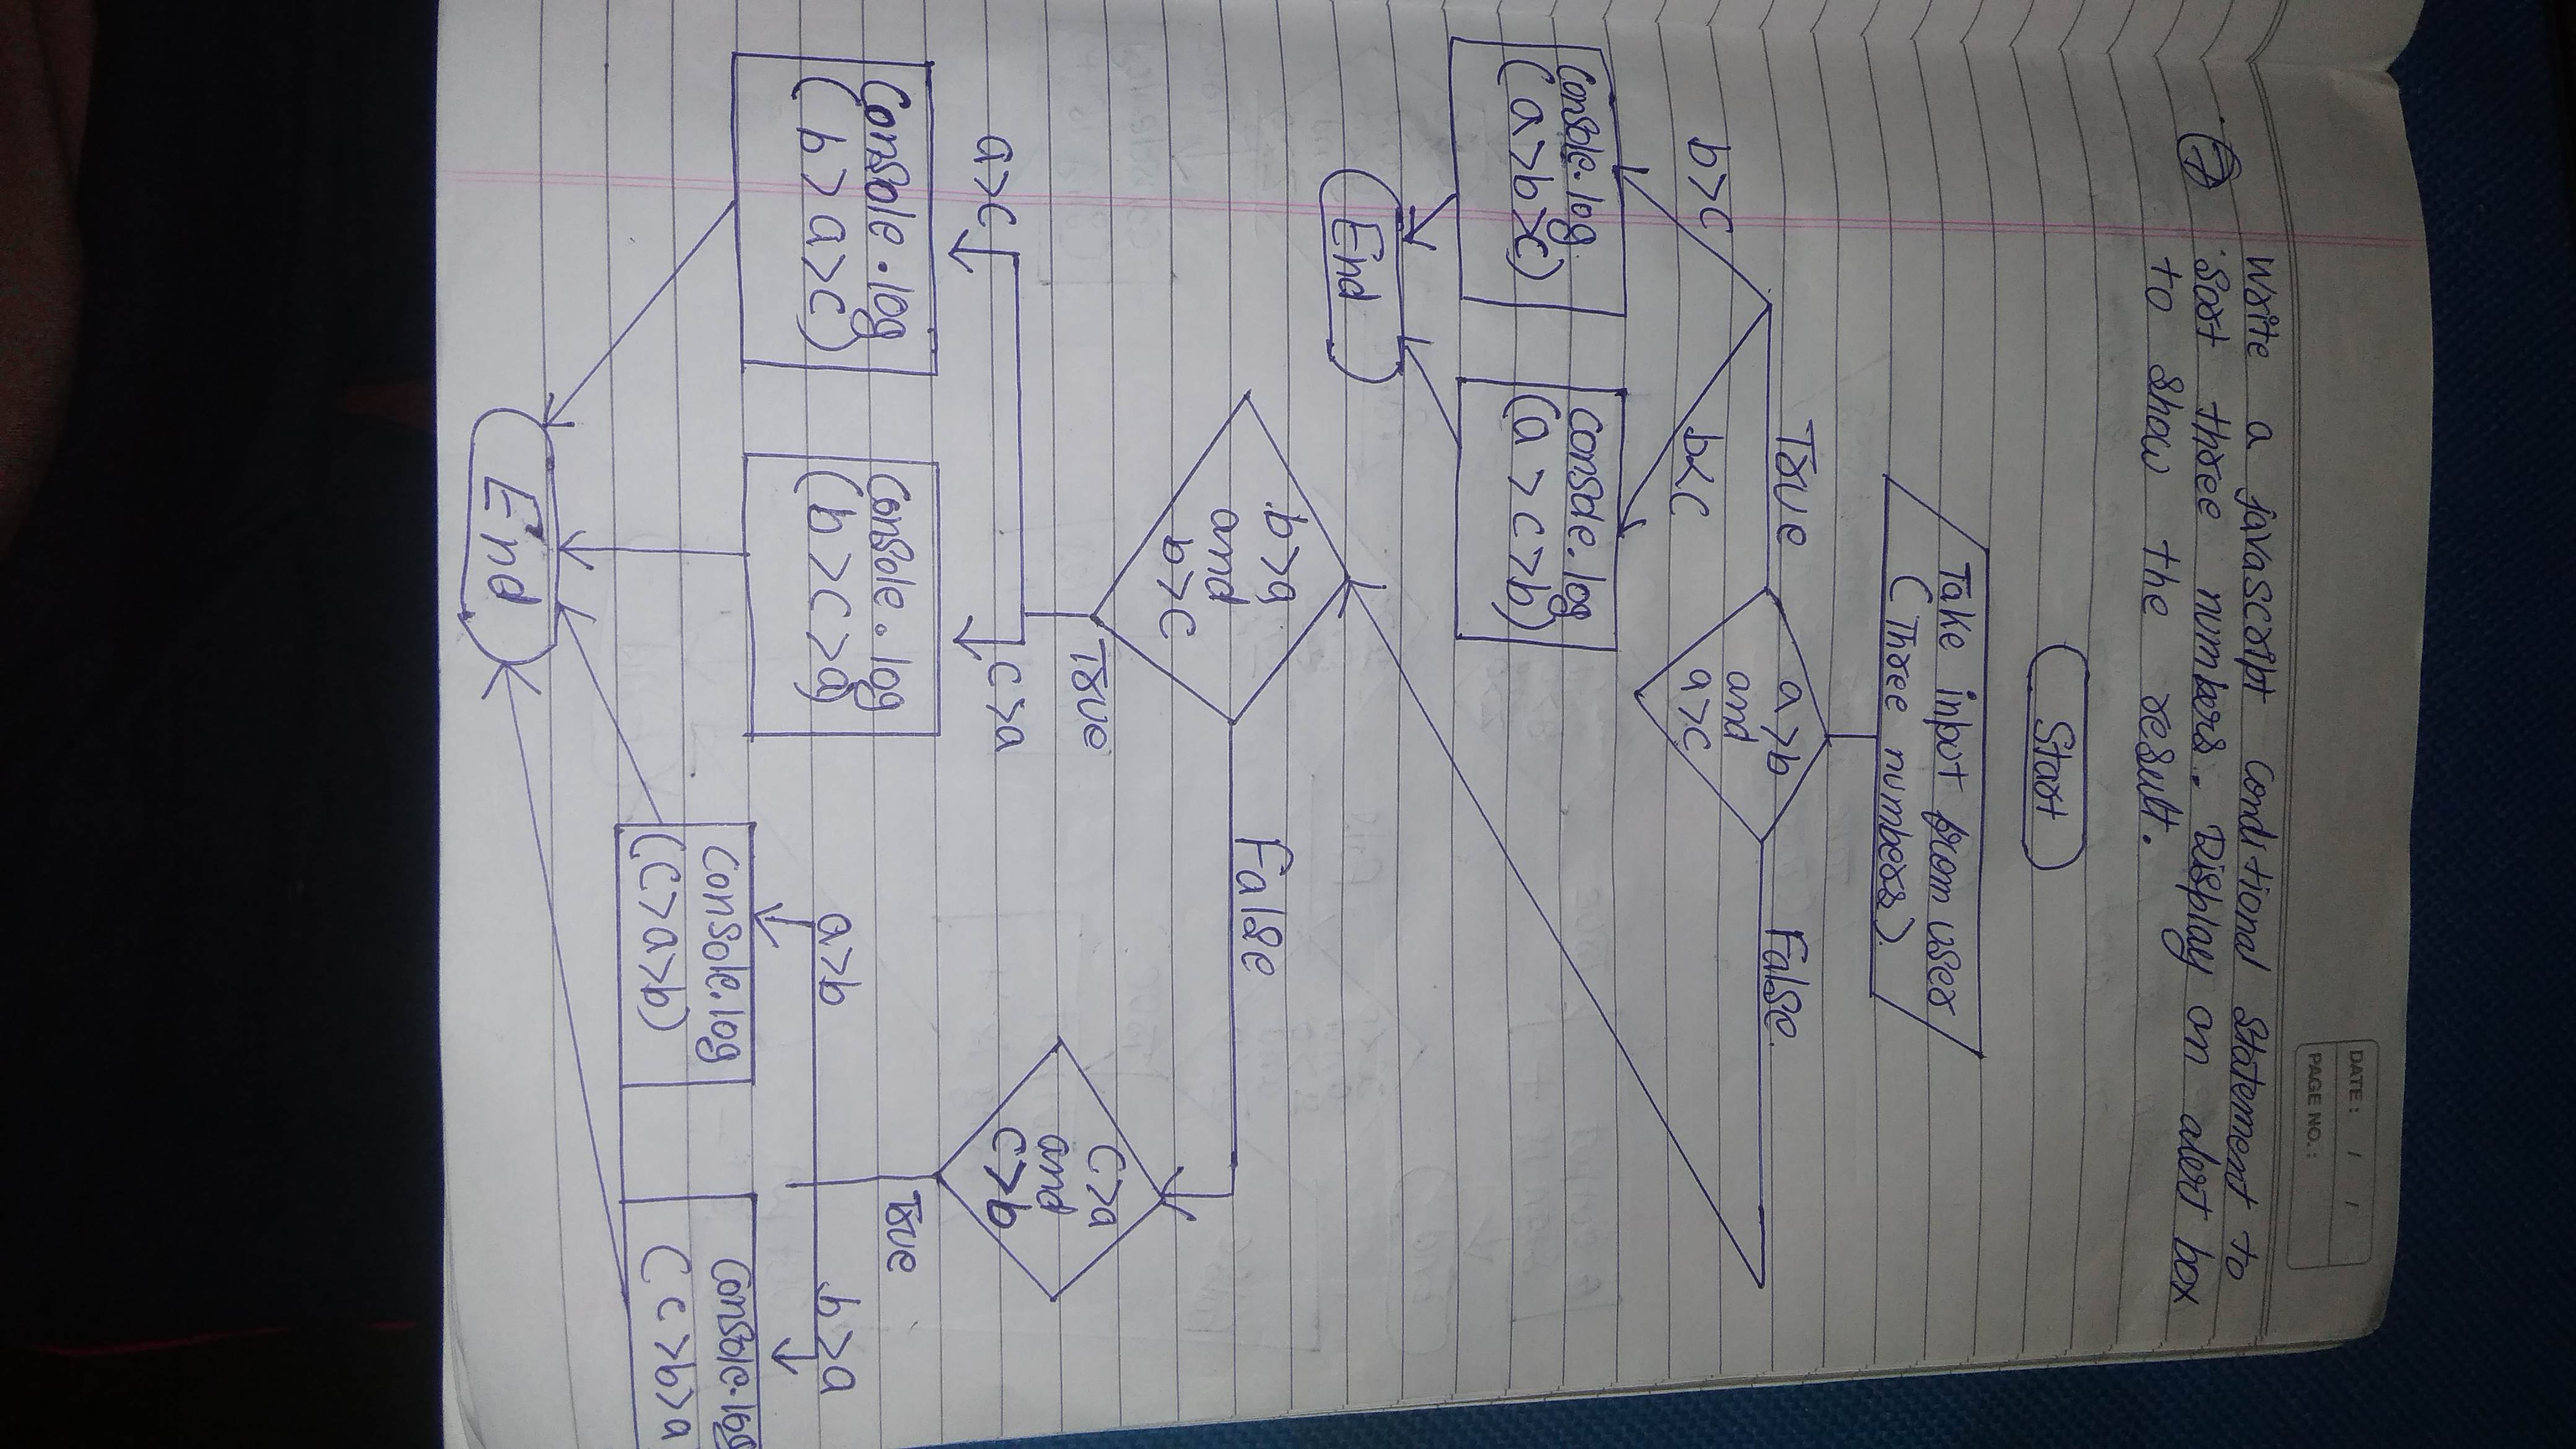 DATE: / /
PAGE NO.:
write a javascript conditional statement to
7 Sort three numbers. Display an alert box
to show the result.
Start
Take input from user
(Three numbers).
True
a>b
and
a>c
False
b>c
b<c
Console.log
(a>b>c)
Console.log
(a>c>b)
End
b>a
and
b>c
False
True
c>a
and
c>b
True
a>c
c>a
Console.log
(b>a>c)
Console.log
(b>c>a)
a>b
b>a
Console.log
(c>a>b)
Console.log
(c>b>a
End